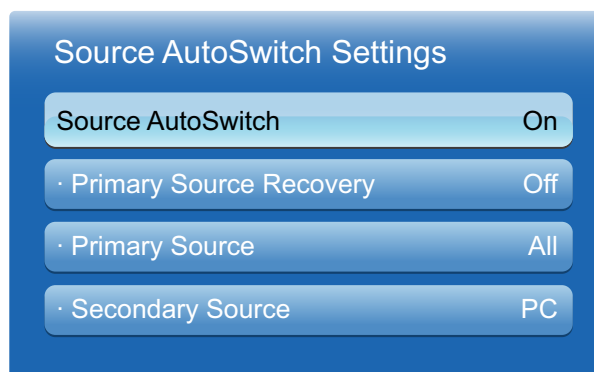 Source AutoSwitch Settings
Source AutoSwitch On
· Primary Source Recovery Off
· Primary Source All
· Secondary Source PC